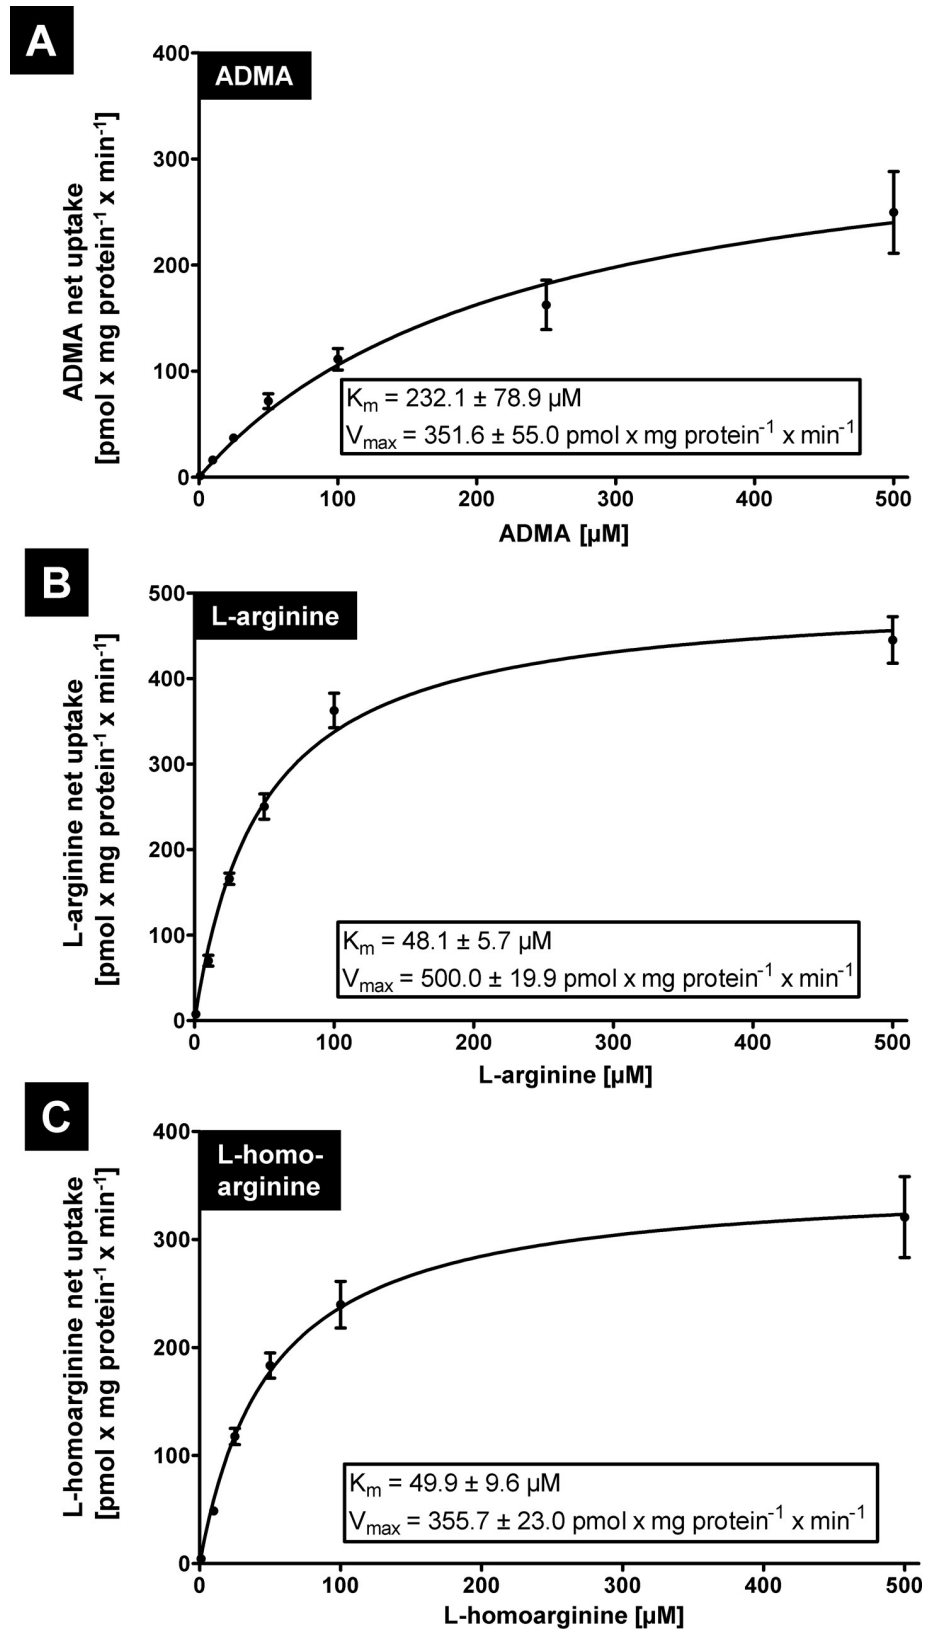 A
ADMA
ADMA net uptake
[pmol x mg protein⁻¹ x min⁻¹]
400
300
200
100
0
0 100 200 300 400 500
Kₘ = 232.1 ± 78.9 µM
Vₘₐₓ = 351.6 ± 55.0 pmol x mg protein⁻¹ x min⁻¹
ADMA [µM]
B
L-arginine
L-arginine net uptake
[pmol x mg protein⁻¹ x min⁻¹]
500
400
300
200
100
0
0 100 200 300 400 500
Kₘ = 48.1 ± 5.7 µM
Vₘₐₓ = 500.0 ± 19.9 pmol x mg protein⁻¹ x min⁻¹
L-arginine [µM]
C
L-homo-
arginine
L-homoarginine net uptake
[pmol x mg protein⁻¹ x min⁻¹]
400
300
200
100
0
0 100 200 300 400 500
Kₘ = 49.9 ± 9.6 µM
Vₘₐₓ = 355.7 ± 23.0 pmol x mg protein⁻¹ x min⁻¹
L-homoarginine [µM]